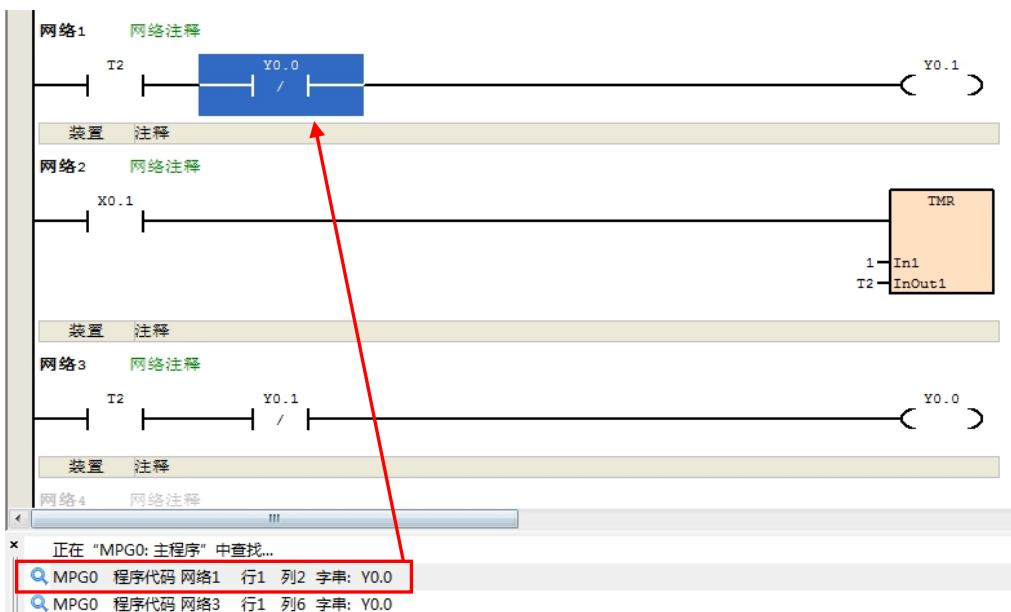 网络1 网络注释
T2 Y0.0 Y0.1
/
装置 注释
网络2 网络注释
X0.1 TMR
1 In1
T2 InOut1
装置 注释
网络3 网络注释
T2 Y0.1 Y0.0
/
装置 注释
网络4 网络注释
正在 “MPG0: 主程序” 中查找...
MPG0 程序代码 网络1 行1 列2 字串: Y0.0
MPG0 程序代码 网络3 行1 列6 字串: Y0.0